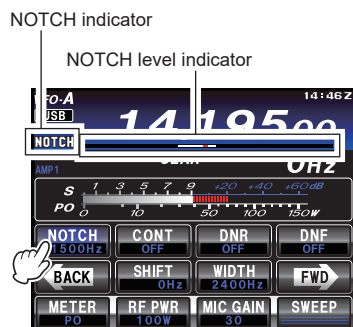 NOTCH indicator
NOTCH level indicator
VFO-A
14:46Z
USB
14,195,00
NOTCH
AMP1
0Hz
S 1 3 5 7 9 +20 +40 +60dB
PO 0 10 50 100 150W
NOTCH CONT DNR DNF
1500Hz OFF OFF OFF
BACK SHIFT WIDTH FWD
0Hz 2400Hz
METER RF PWR MIC GAIN SWEEP
PO 100W 30